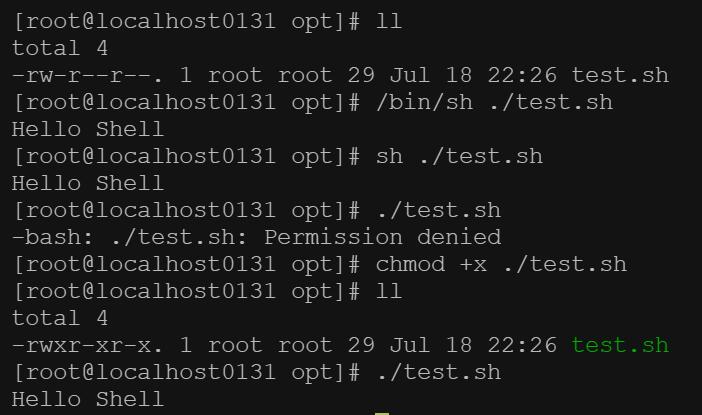 [root@localhost0131 opt]# ll
total 4
-rw-r--r--. 1 root root 29 Jul 18 22:26 test.sh
[root@localhost0131 opt]# /bin/sh ./test.sh
Hello Shell
[root@localhost0131 opt]# sh ./test.sh
Hello Shell
[root@localhost0131 opt]# ./test.sh
-bash: ./test.sh: Permission denied
[root@localhost0131 opt]# chmod +x ./test.sh
[root@localhost0131 opt]# ll
total 4
-rwxr-xr-x. 1 root root 29 Jul 18 22:26 test.sh
[root@localhost0131 opt]# ./test.sh
Hello Shell